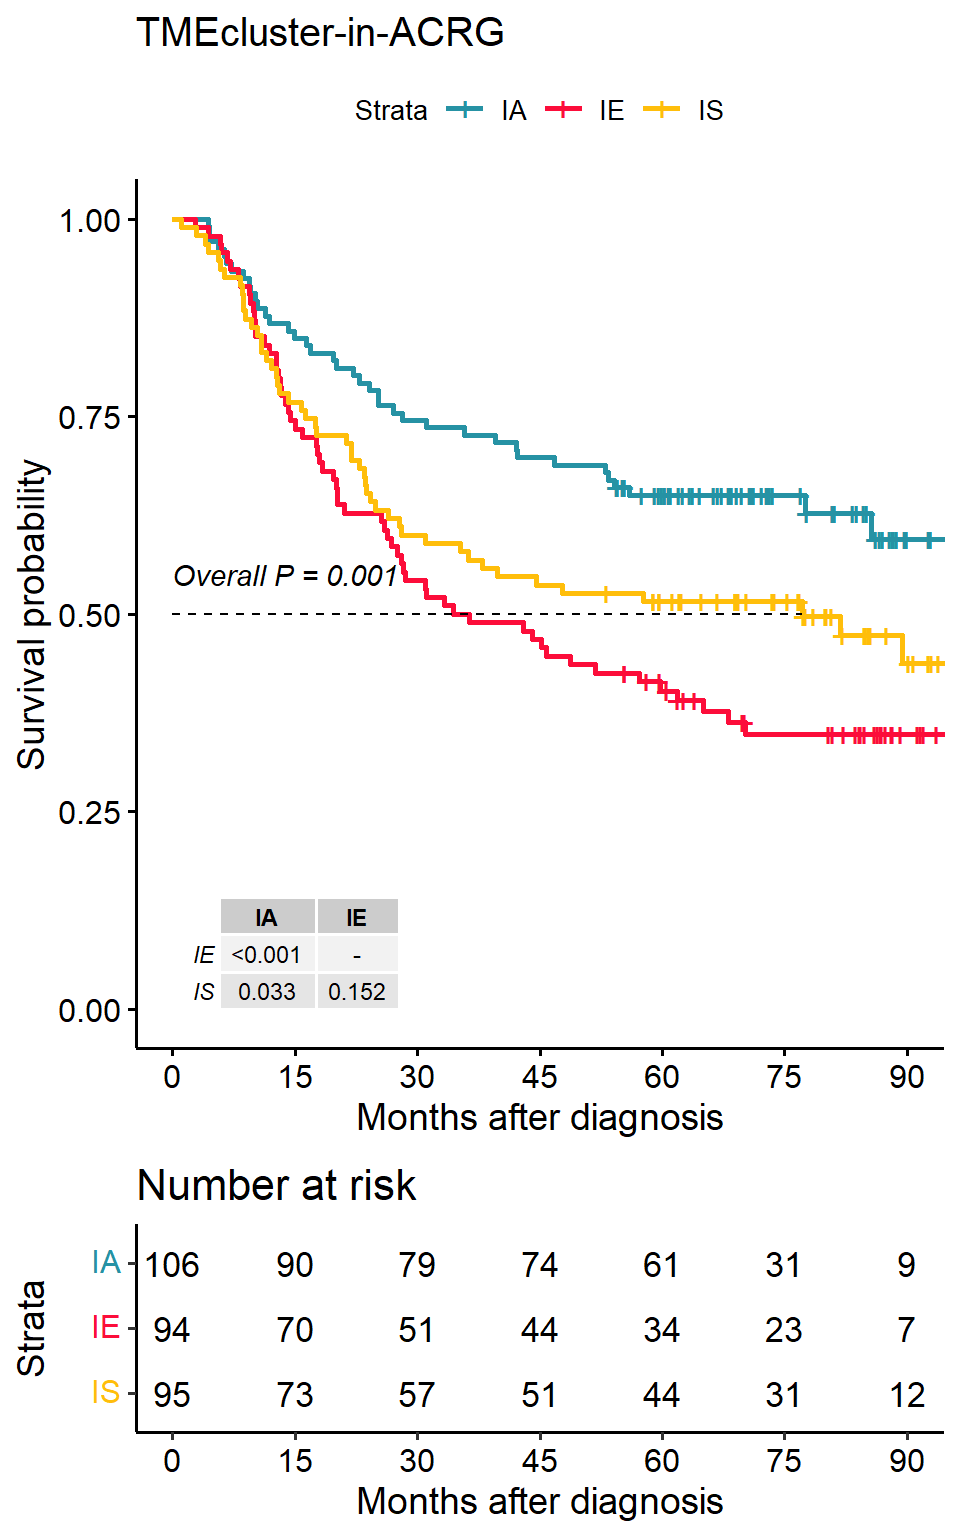 TMEcluster-in-ACRG
Strata IA IE IS
1.00
0.75
0.50
0.25
0.00
Survival probability
Overall P = 0.001
IA IE
IE <0.001 -
IS 0.033 0.152
0 15 30 45 60 75 90
Months after diagnosis
Number at risk
Strata
IA 106 90 79 74 61 31 9
IE 94 70 51 44 34 23 7
IS 95 73 57 51 44 31 12
0 15 30 45 60 75 90
Months after diagnosis